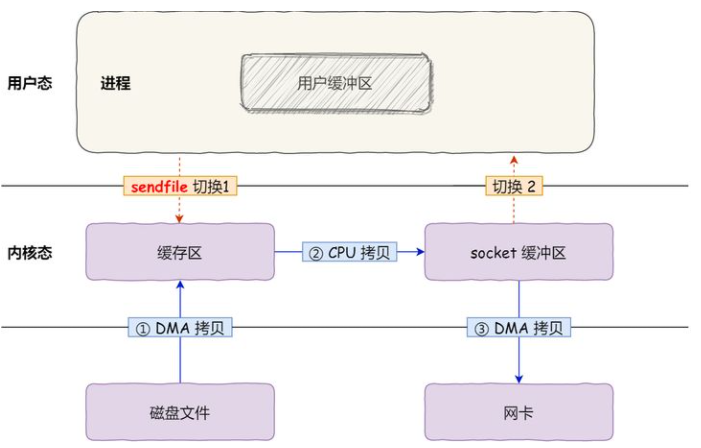 用户态
进程
用户缓冲区
sendfile 切换1
切换 2
内核态
缓存区
② CPU 拷贝
socket 缓冲区
① DMA 拷贝
③ DMA 拷贝
磁盘文件
网卡